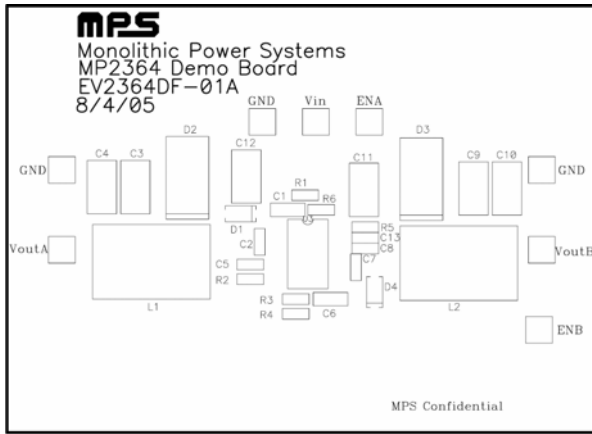 MPS
Monolithic Power Systems
MP2364 Demo Board
EV2364DF-01A
8/4/05
GND Vin ENA
D2 D3
C4 C3 C12 C11 C9 C10
GND R1 GND
C1 R6
D1 R5
C13
VoutA C2 C8 VoutB
C5 C7
R2 D4
L1 R3 C6 L2
R4
ENB
MPS Confidential